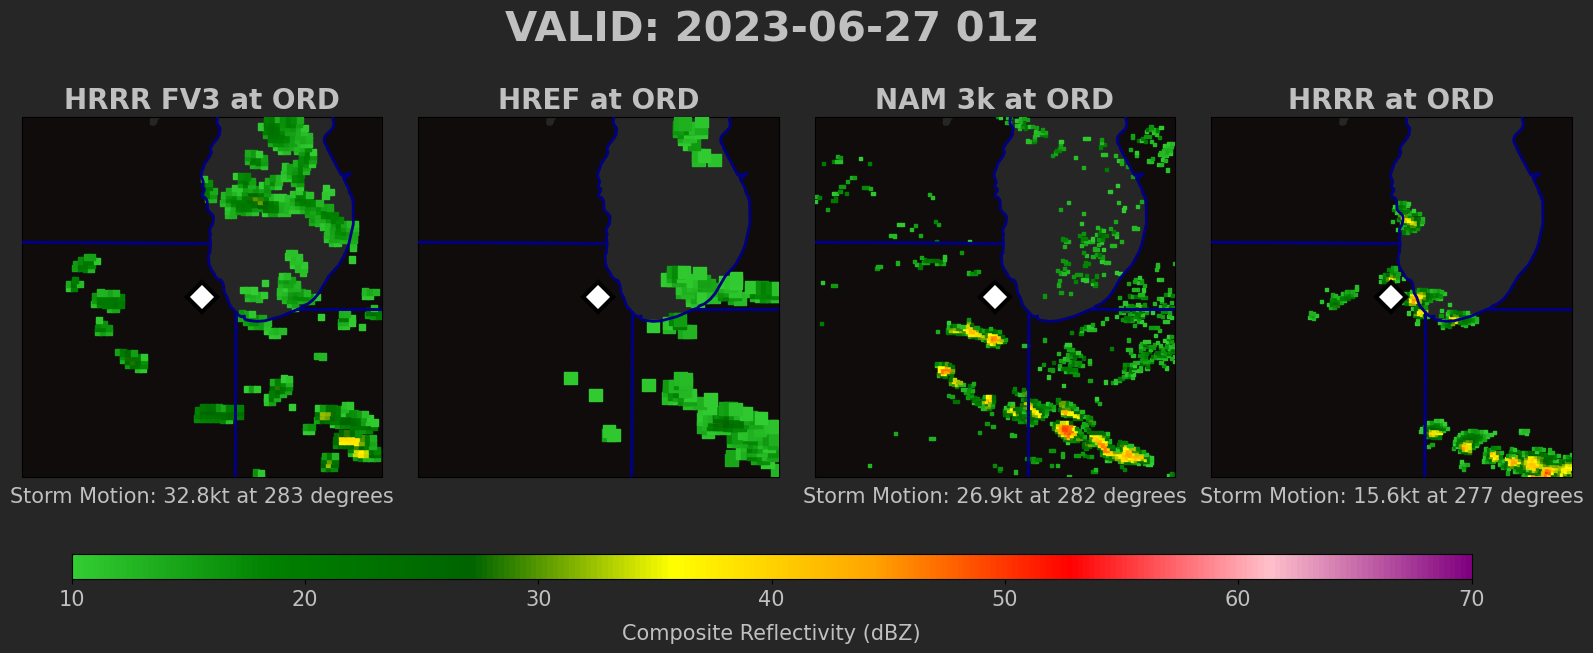 VALID: 2023-06-27 01z
HRRR FV3 at ORD
HREF at ORD
NAM 3k at ORD
HRRR at ORD
Storm Motion: 32.8kt at 283 degrees
Storm Motion: 26.9kt at 282 degrees
Storm Motion: 15.6kt at 277 degrees
10 20 30 40 50 60 70
Composite Reflectivity (dBZ)